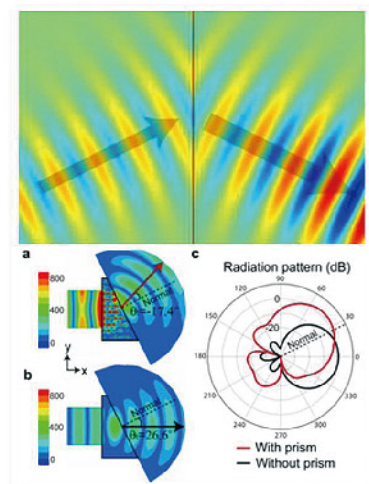 a
800
400
0
Normal
θ=-17.4°
y
x
b
800
400
0
Normal
θ=26.6°
c
Radiation pattern (dB)
90
120
60
150
30
180
0
210
330
240
300
270
0
-20
Normal
With prism
Without prism